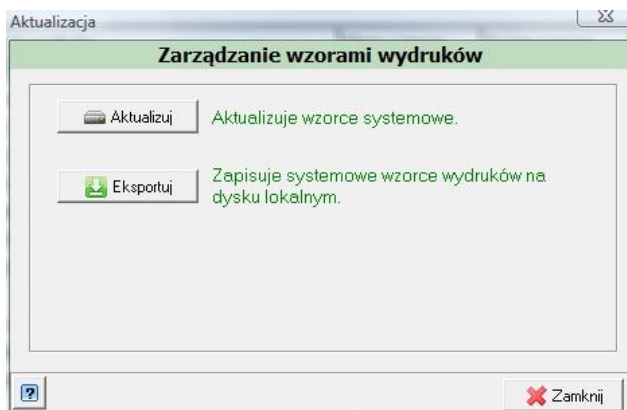 Aktualizacja
Zarządzanie wzorami wydruków
Aktualizuj
Aktualizuje wzorce systemowe.
Eksportuj
Zapisuje systemowe wzorce wydruków na
dysku lokalnym.
?
Zamknij